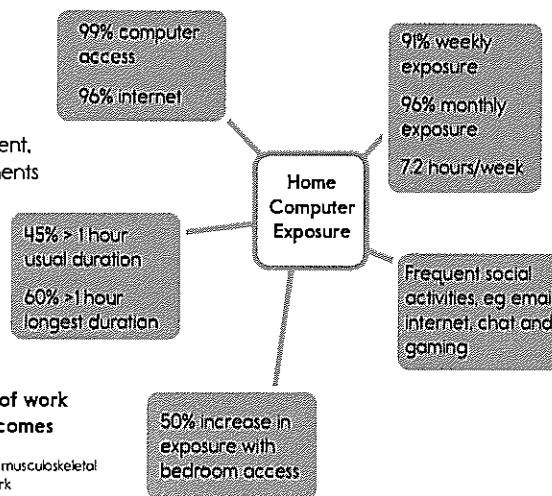 99% computer
access
96% internet
91% weekly
exposure
96% monthly
exposure
7.2 hours/week
ent,
nents
Home
Computer
Exposure
45% > 1 hour
usual duration
60% >1 hour
longest duration
Frequent social
activities, eg email
internet, chat and
gaming
of work
comes
musculoskeletal
rk
50% increase in
exposure with
bedroom access